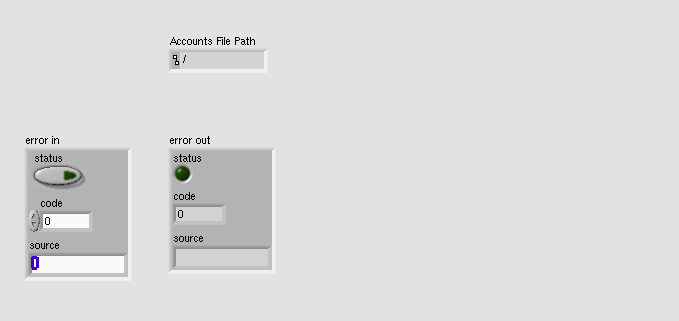 Accounts File Path
/
error in
status
code
0
source
error out
status
code
0
source